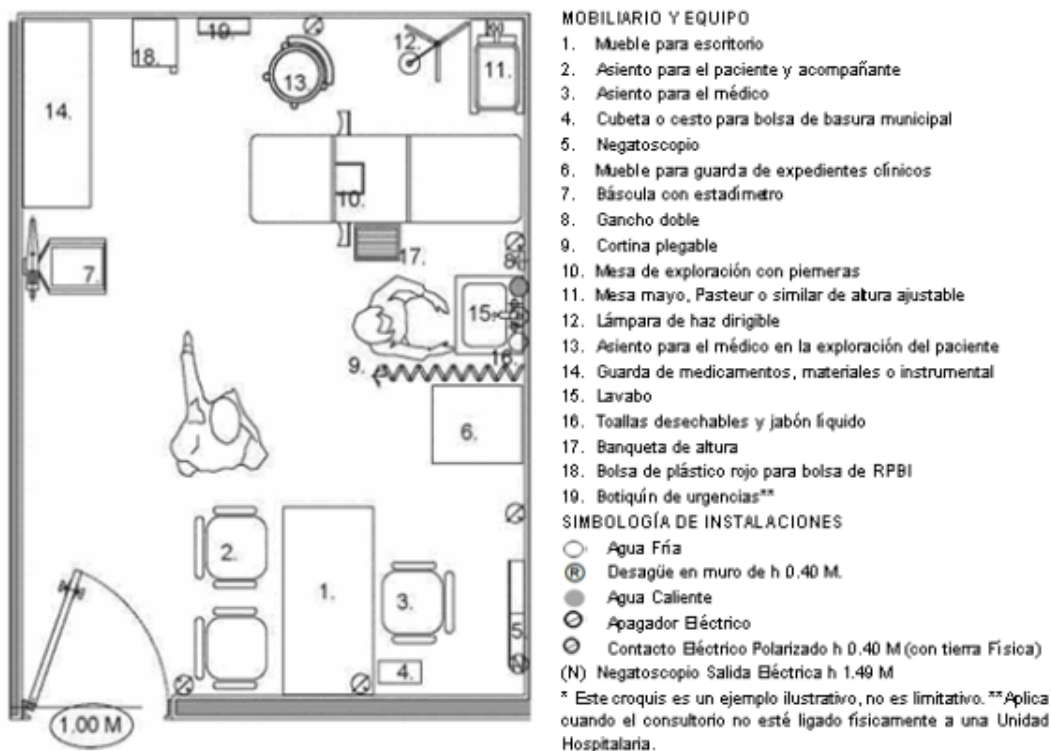 14.
18.
19.
12.
13.
11.
10.
17.
7.
8
15.
16.
9.
6.
2.
1.
3.
5.
4.
1.00 M
MOBILIARIO Y EQUIPO
1. Mueble para escritorio
2. Asiento para el paciente y acompañante
3. Asiento para el médico
4. Cubeta o cesto para bolsa de basura municipal
5. Negatoscopio
6. Mueble para guarda de expedientes clínicos
7. Báscula con estadímetro
8. Gancho doble
9. Cortina plegable
10. Mesa de exploración con pierneras
11. Mesa mayo, Pasteur o similar de altura ajustable
12. Lámpara de haz dirigible
13. Asiento para el médico en la exploración del paciente
14. Guarda de medicamentos, materiales o instrumental
15. Lavabo
16. Toallas desechables y jabón líquido
17. Banqueta de altura
18. Bolsa de plástico rojo para bolsa de RPBI
19. Botiquín de urgencias**
SIMBOLOGÍA DE INSTALACIONES
Agua Fría
R Desagüe en muro de h 0.40 M.
Agua Caliente
Apagador Eléctrico
Contacto Eléctrico Polarizado h 0.40 M (con tierra Física)
(N) Negatoscopio Salida Eléctrica h 1.49 M
* Este croquis es un ejemplo ilustrativo, no es limitativo. **Aplica
cuando el consultorio no esté ligado físicamente a una Unidad
Hospitalaria.